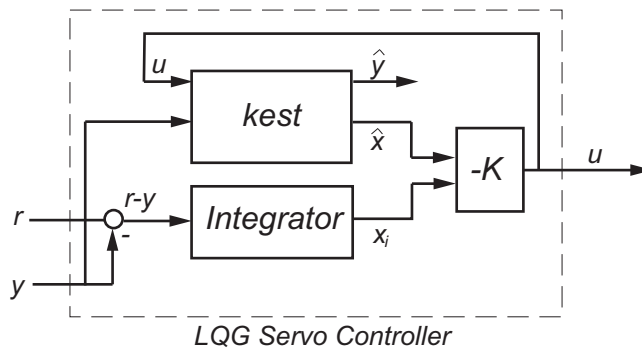 u
ŷ
kest
x̂
-K
u
r
r-y
-
Integrator
xᵢ
y
LQG Servo Controller